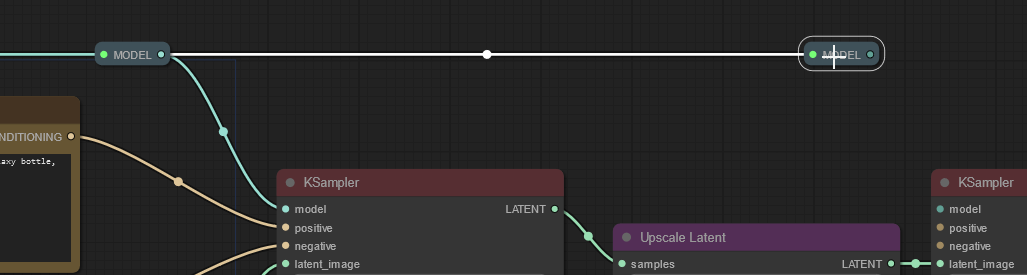 MODEL
MODEL
NDITIONING
axy bottle,
KSampler
model
LATENT
positive
negative
latent_image
Upscale Latent
samples
LATENT
KSampler
model
positive
negative
latent_image